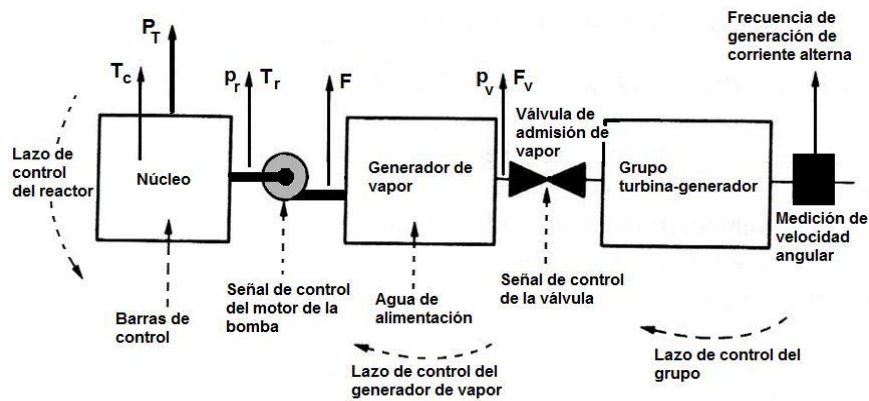 P_T
T_c
p_r T_r
F
p_v F_v
Frecuencia de
generación de
corriente alterna
Válvula de
admisión de
vapor
Lazo de
control
del reactor
Núcleo
Generador de
vapor
Grupo
turbina-generador
Medición de
velocidad
angular
Señal de control
del motor de la
bomba
Agua de
alimentación
Señal de control
de la válvula
Barras de
control
Lazo de control del
generador de vapor
Lazo de control del
grupo